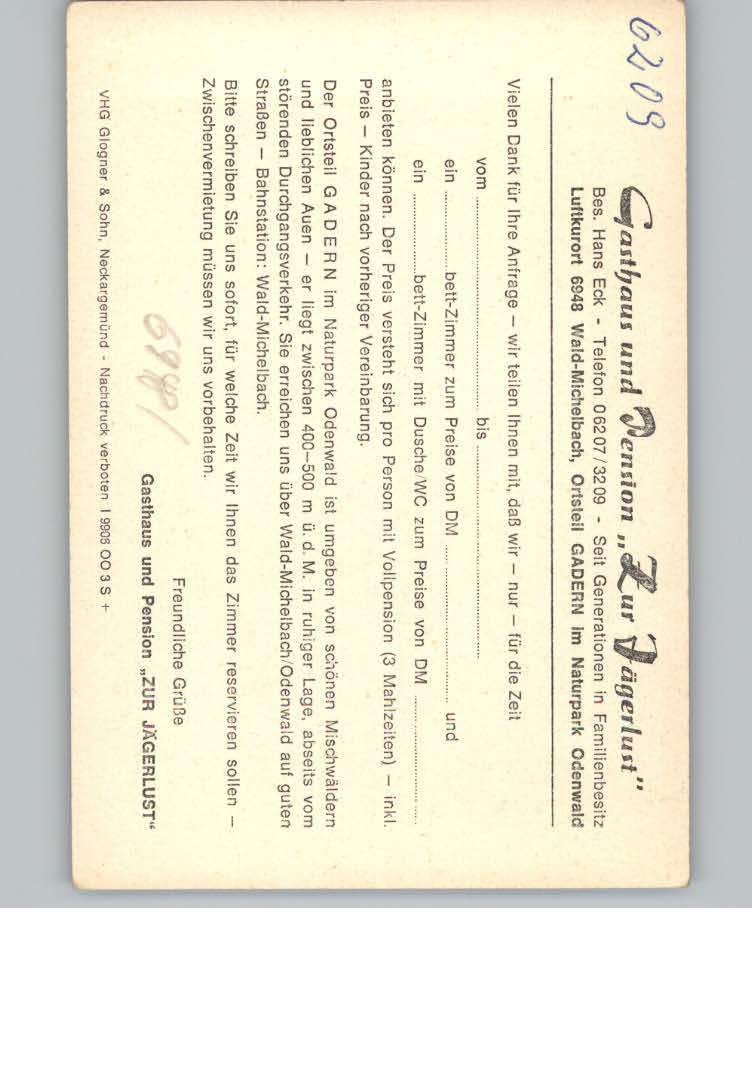 6209
Gasthaus und Pension „Zur Jägerlust"
Bes. Hans Eck - Telefon 06207/3209 - Seit Generationen in Familienbesitz
Luftkurort 6948 Wald-Michelbach, Ortsteil GADERN im Naturpark Odenwald
Vielen Dank für Ihre Anfrage – wir teilen Ihnen mit, daß wir – nur – für die Zeit
vom ........................ bis ........................
ein ............ bett-Zimmer zum Preise von DM ........................ und
ein ............ bett-Zimmer mit Dusche/WC zum Preise von DM ........................
anbieten können. Der Preis versteht sich pro Person mit Vollpension (3 Mahlzeiten) – inkl.
Preis – Kinder nach vorheriger Vereinbarung.
Der Ortsteil GADERN im Naturpark Odenwald ist umgeben von schönen Mischwäldern
und lieblichen Auen – er liegt zwischen 400–500 m ü. d. M. in ruhiger Lage, abseits vom
störenden Durchgangsverkehr. Sie erreichen uns über Wald-Michelbach/Odenwald auf guten
Straßen – Bahnstation: Wald-Michelbach.
Bitte schreiben Sie uns sofort, für welche Zeit wir Ihnen das Zimmer reservieren sollen –
Zwischenvermietung müssen wir uns vorbehalten.
Freundliche Grüße
Gasthaus und Pension „ZUR JÄGERLUST"
VHG Glogner & Sohn, Neckargemünd - Nachdruck verboten I 9906 OO 3 S +